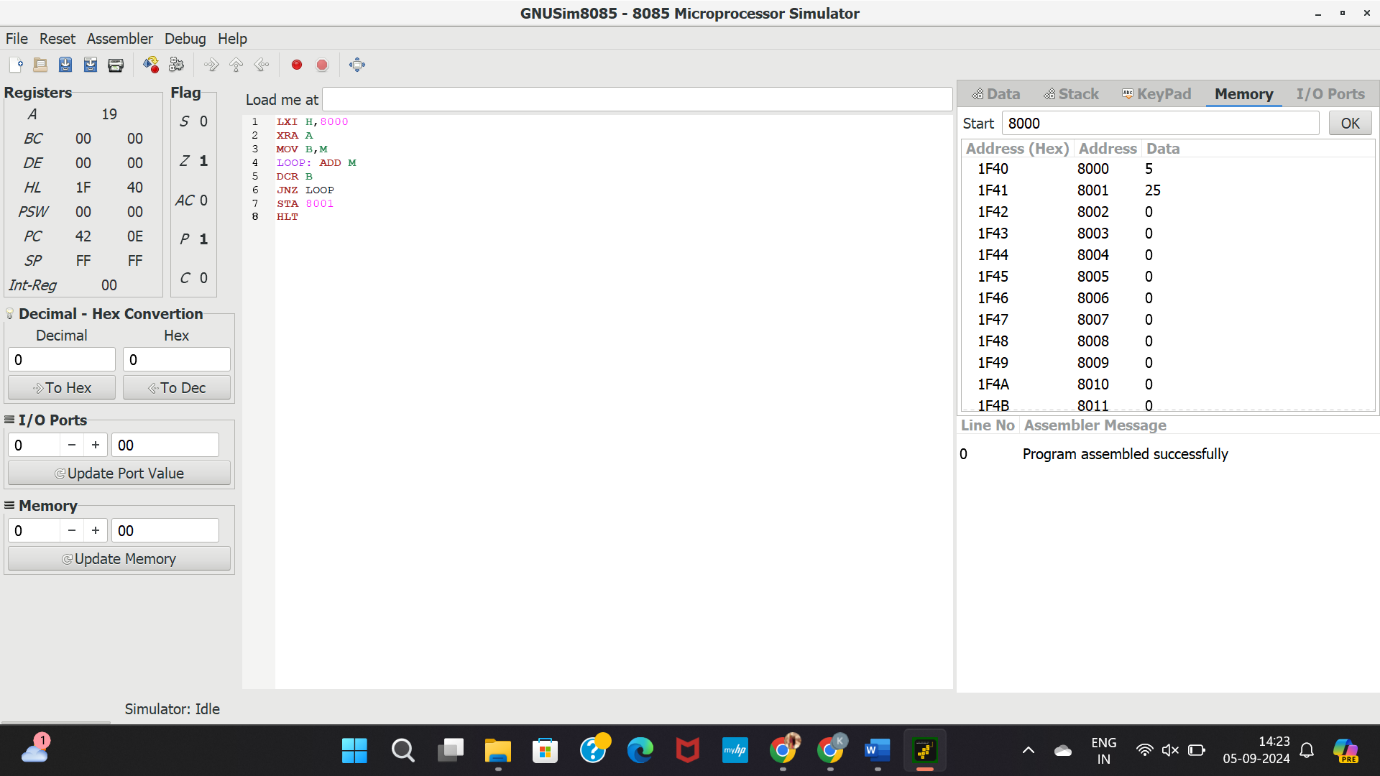 GNUSim8085 - 8085 Microprocessor Simulator
File Reset Assembler Debug Help
Registers
A 19
BC 00 00
DE 00 00
HL 1F 40
PSW 00 00
PC 42 0E
SP FF FF
Int-Reg 00
Flag
S 0
Z 1
AC 0
P 1
C 0
Decimal - Hex Convertion
Decimal Hex
0 0
To Hex To Dec
I/O Ports
0 - + 00
Update Port Value
Memory
0 - + 00
Update Memory
Load me at
1 LXI H,8000
2 XRA A
3 MOV B,M
4 LOOP: ADD M
5 DCR B
6 JNZ LOOP
7 STA 8001
8 HLT
Data Stack KeyPad Memory I/O Ports
Start 8000 OK
Address (Hex) Address Data
1F40 8000 5
1F41 8001 25
1F42 8002 0
1F43 8003 0
1F44 8004 0
1F45 8005 0
1F46 8006 0
1F47 8007 0
1F48 8008 0
1F49 8009 0
1F4A 8010 0
1F4B 8011 0
Line No Assembler Message
0 Program assembled successfully
Simulator: Idle
1
myhp
K
W
ENG
IN
14:23
05-09-2024
PRE